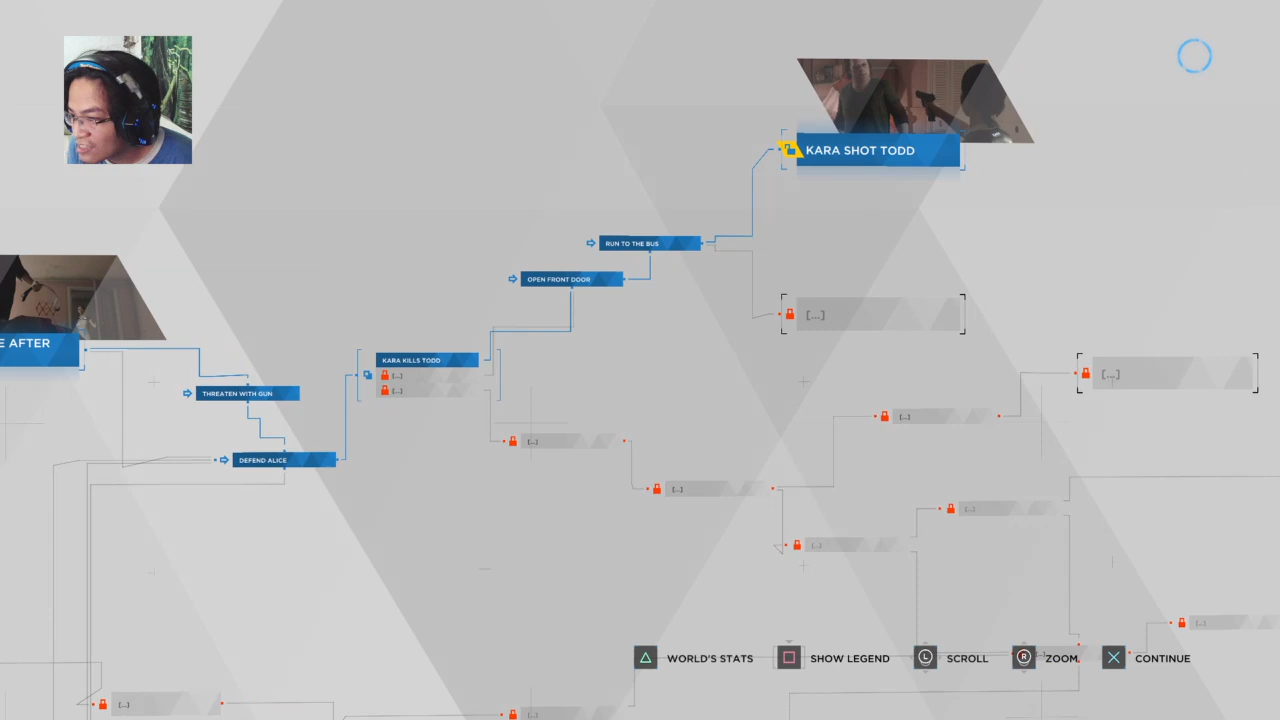 KARA SHOT TODD
RUN TO THE BUS
OPEN FRONT DOOR
[...]
E AFTER
KARA KILLS TODD
[...]
[...]
[...]
THREATEN WITH GUN
[...]
[...]
DEFEND ALICE
[...]
[...]
[...]
[...]
WORLD'S STATS
SHOW LEGEND
L
SCROLL
R
ZOOM
CONTINUE
[...]
[...]